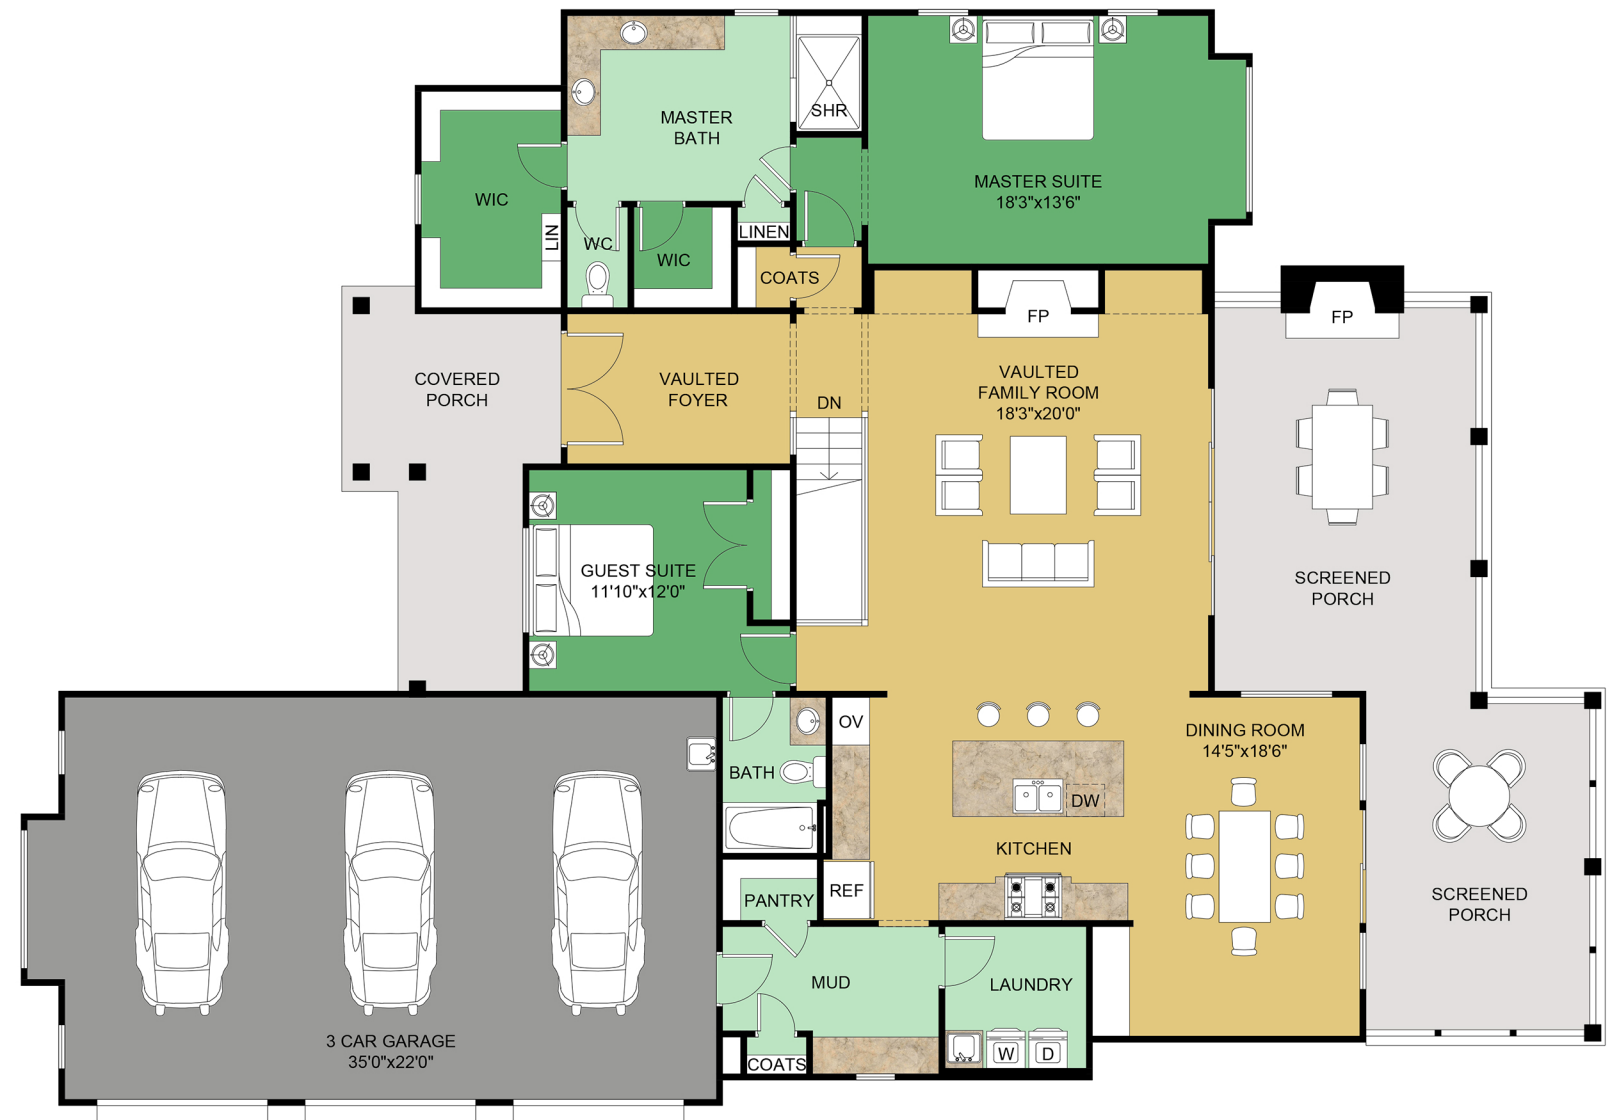 SHR
MASTER
BATH
MASTER SUITE
18'3"x13'6"
WIC
LIN
WC
WIC
LINEN
COATS
FP
FP
COVERED
PORCH
VAULTED
FOYER
DN
VAULTED
FAMILY ROOM
18'3"x20'0"
GUEST SUITE
11'10"x12'0"
SCREENED
PORCH
OV
DINING ROOM
14'5"x18'6"
BATH
DW
KITCHEN
PANTRY
REF
SCREENED
PORCH
MUD
LAUNDRY
3 CAR GARAGE
35'0"x22'0"
COATS
W
D